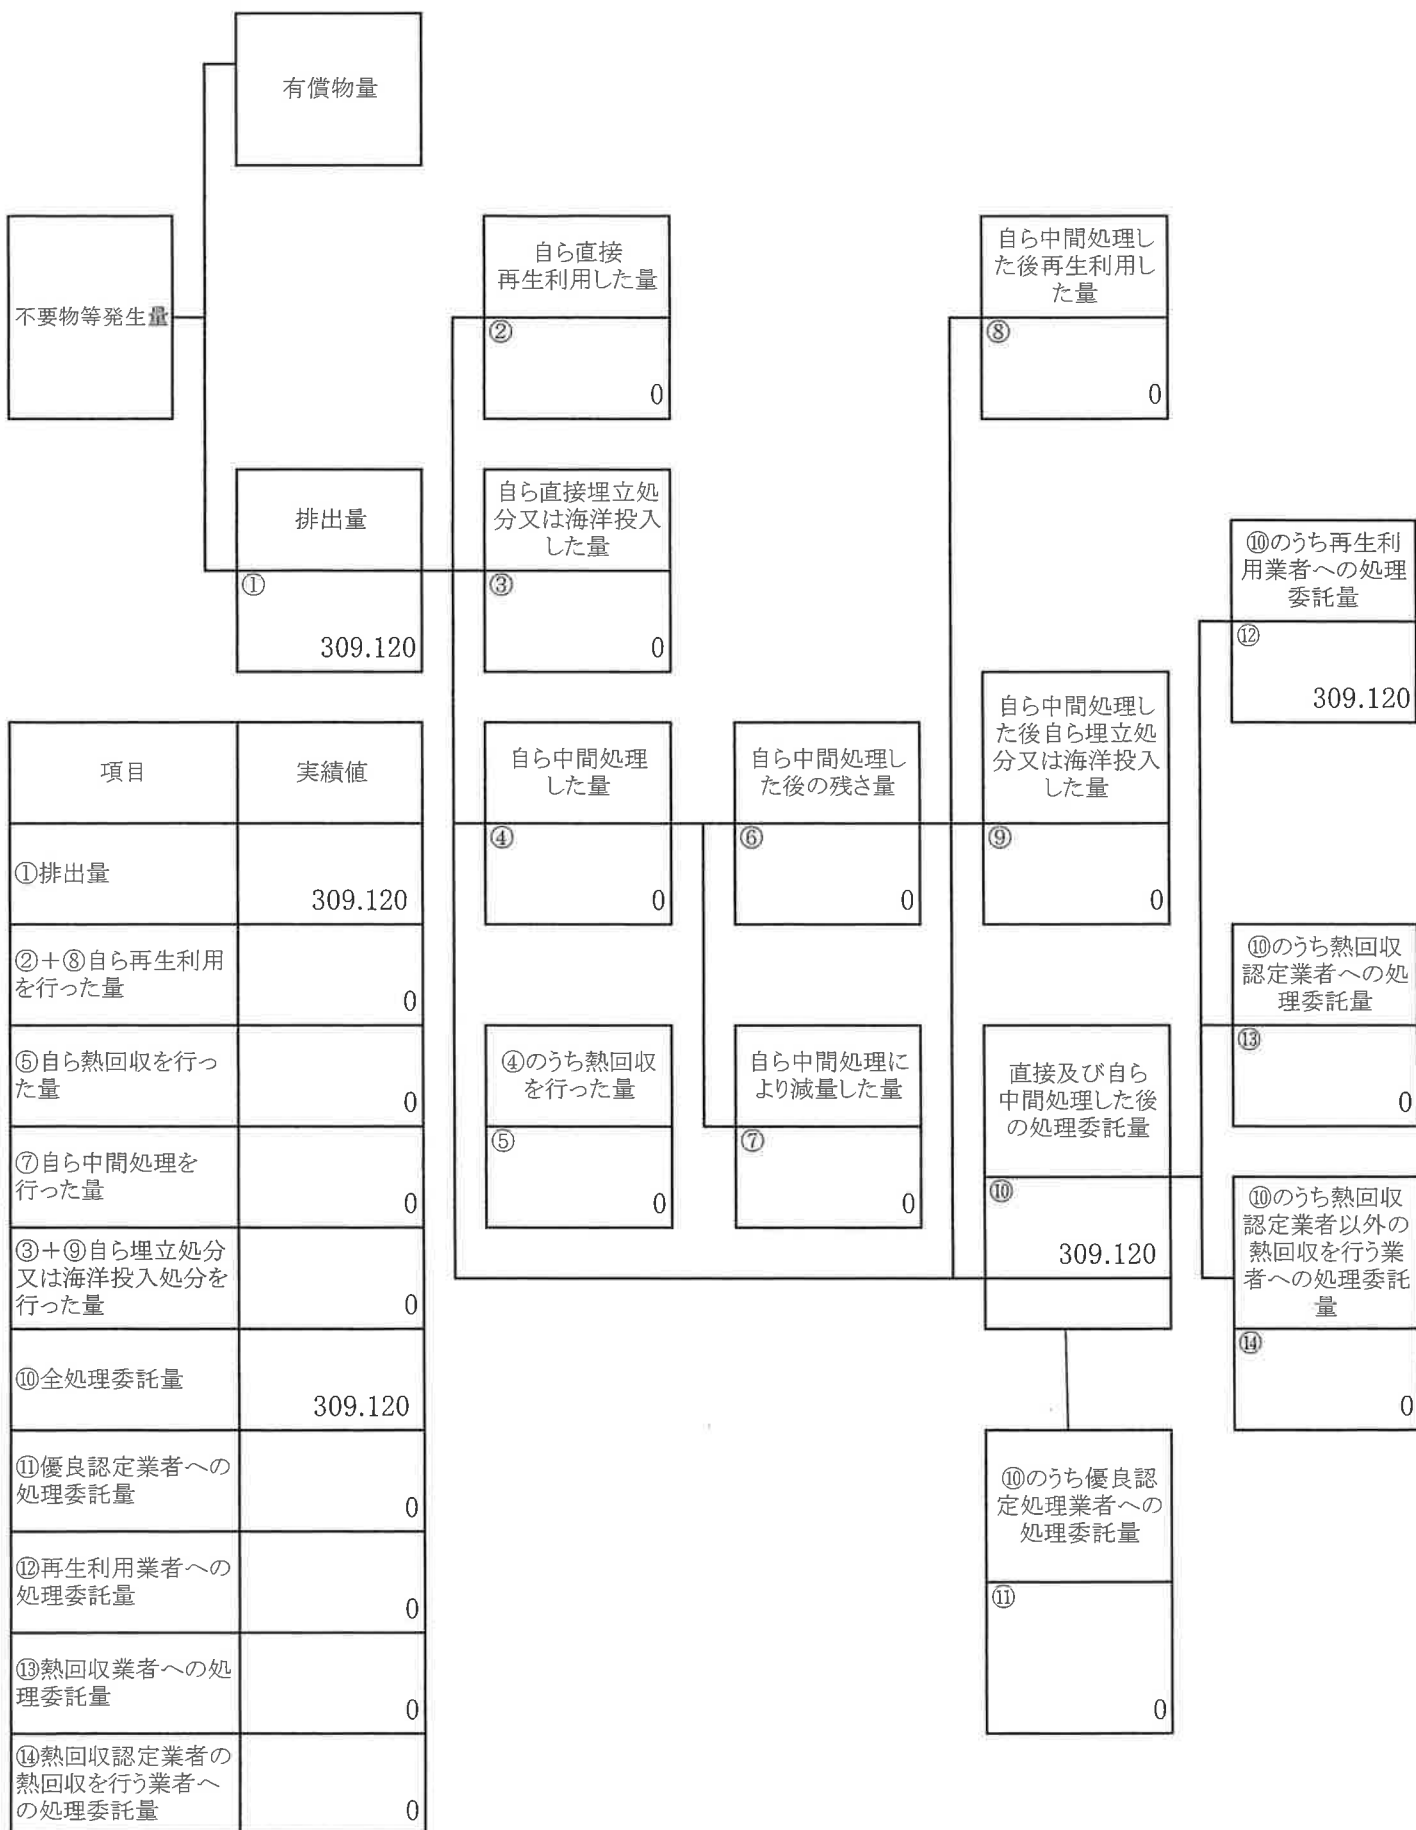 有償物量
不要物等発生量
自ら直接
再生利用した量
②
0
自ら中間処理し
た後再生利用し
た量
⑧
0
排出量
①
309.120
自ら直接埋立処
分又は海洋投入
した量
③
0
⑩のうち再生利
用業者への処理
委託量
⑫
309.120
自ら中間処理
した量
④
0
自ら中間処理し
た後の残さ量
⑥
0
自ら中間処理し
た後自ら埋立処
分又は海洋投入
した量
⑨
0
⑩のうち熱回収
認定業者への処
理委託量
⑬
0
④のうち熱回収
を行った量
⑤
0
自ら中間処理に
より減量した量
⑦
0
直接及び自ら
中間処理した後
の処理委託量
⑩
309.120
⑩のうち熱回収
認定業者以外の
熱回収を行う業
者への処理委託
量
⑭
0
⑩のうち優良認
定処理業者への
処理委託量
⑪
0
項目
実績値
①排出量
309.120
②＋⑧自ら再生利用
を行った量
0
⑤自ら熱回収を行っ
た量
0
⑦自ら中間処理を
行った量
0
③＋⑨自ら埋立処分
又は海洋投入処分を
行った量
0
⑩全処理委託量
309.120
⑪優良認定業者への
処理委託量
0
⑫再生利用業者への
処理委託量
0
⑬熱回収業者への処
理委託量
0
⑭熱回収認定業者の
熱回収を行う業者へ
の処理委託量
0